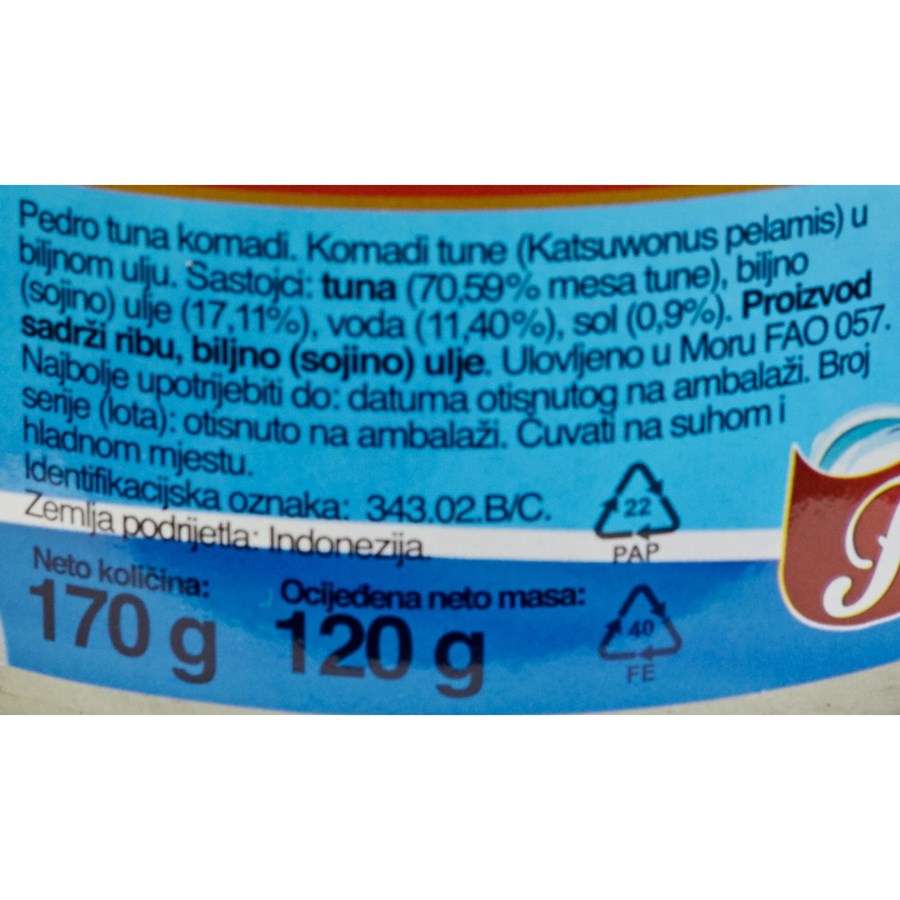 Pedro tuna komadi. Komadi tune (Katsuwonus pelamis) u
biljnom ulju. Sastojci: tuna (70,59% mesa tune), biljno
(sojino) ulje (17,11%), voda (11,40%), sol (0,9%). Proizvod
sadrži ribu, biljno (sojino) ulje. Ulovljeno u Moru FAO 057.
Najbolje upotrijebiti do: datuma otisnutog na ambalaži. Broj
serije (lota): otisnuto na ambalaži. Čuvati na suhom i
hladnom mjestu.
Identifikacijska oznaka: 343.02.B/C.
Zemlja podrijetla: Indonezija.
22
PAP
Neto količina:
170 g
Ocijeđena neto masa:
120 g
40
FE